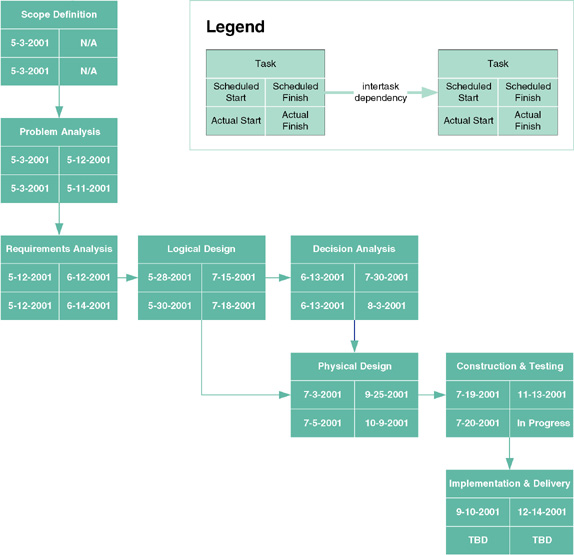 Scope Definition
5-3-2001 N/A
5-3-2001 N/A
Legend
Task
Scheduled Start
Scheduled Finish
Actual Start
Actual Finish
intertask
dependency
Task
Scheduled Start
Scheduled Finish
Actual Start
Actual Finish
Problem Analysis
5-3-2001 5-12-2001
5-3-2001 5-11-2001
Requirements Analysis
5-12-2001 6-12-2001
5-12-2001 6-14-2001
Logical Design
5-28-2001 7-15-2001
5-30-2001 7-18-2001
Decision Analysis
6-13-2001 7-30-2001
6-13-2001 8-3-2001
Physical Design
7-3-2001 9-25-2001
7-5-2001 10-9-2001
Construction & Testing
7-19-2001 11-13-2001
7-20-2001 In Progress
Implementation & Delivery
9-10-2001 12-14-2001
TBD TBD